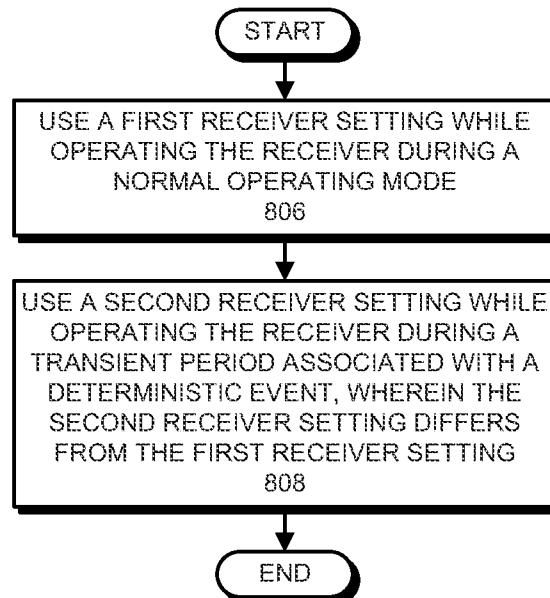 START
USE A FIRST RECEIVER SETTING WHILE
OPERATING THE RECEIVER DURING A
NORMAL OPERATING MODE
806
USE A SECOND RECEIVER SETTING WHILE
OPERATING THE RECEIVER DURING A
TRANSIENT PERIOD ASSOCIATED WITH A
DETERMINISTIC EVENT, WHEREIN THE
SECOND RECEIVER SETTING DIFFERS
FROM THE FIRST RECEIVER SETTING
808
END